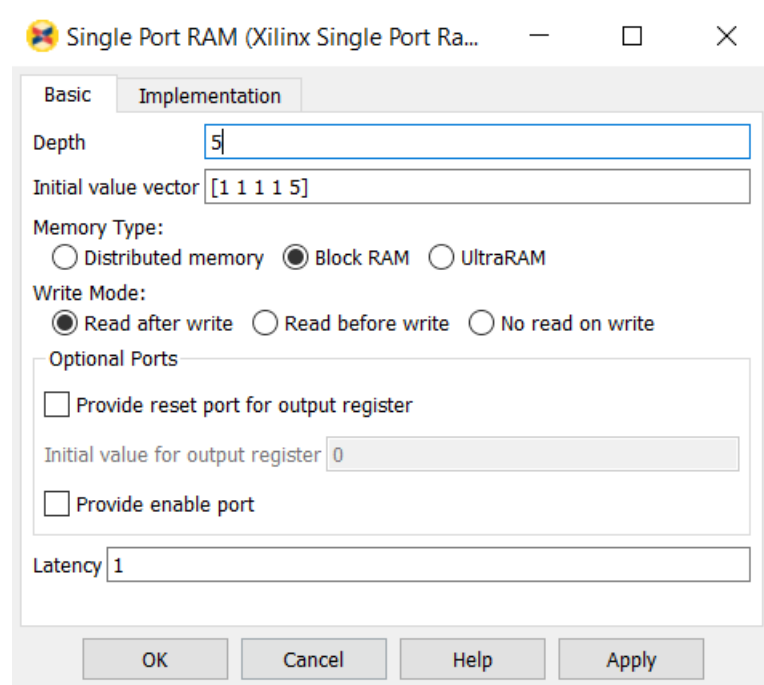 Single Port RAM (Xilinx Single Port Ra...
Basic Implementation
Depth 5
Initial value vector [1 1 1 1 5]
Memory Type:
Distributed memory Block RAM UltraRAM
Write Mode:
Read after write Read before write No read on write
Optional Ports
Provide reset port for output register
Initial value for output register 0
Provide enable port
Latency 1
OK Cancel Help Apply